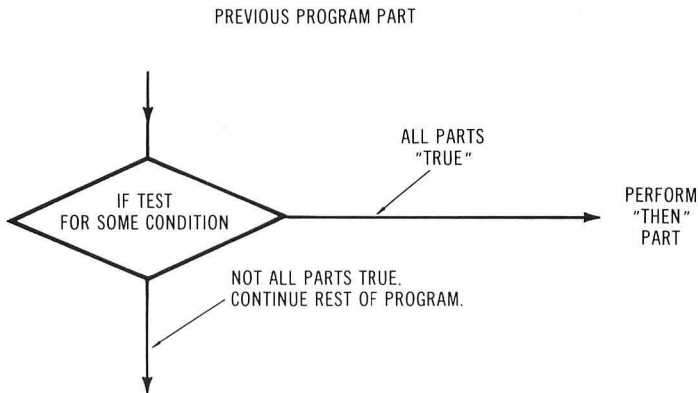 PREVIOUS PROGRAM PART
ALL PARTS
"TRUE"
IF TEST
FOR SOME CONDITION
PERFORM
"THEN"
PART
NOT ALL PARTS TRUE.
CONTINUE REST OF PROGRAM.